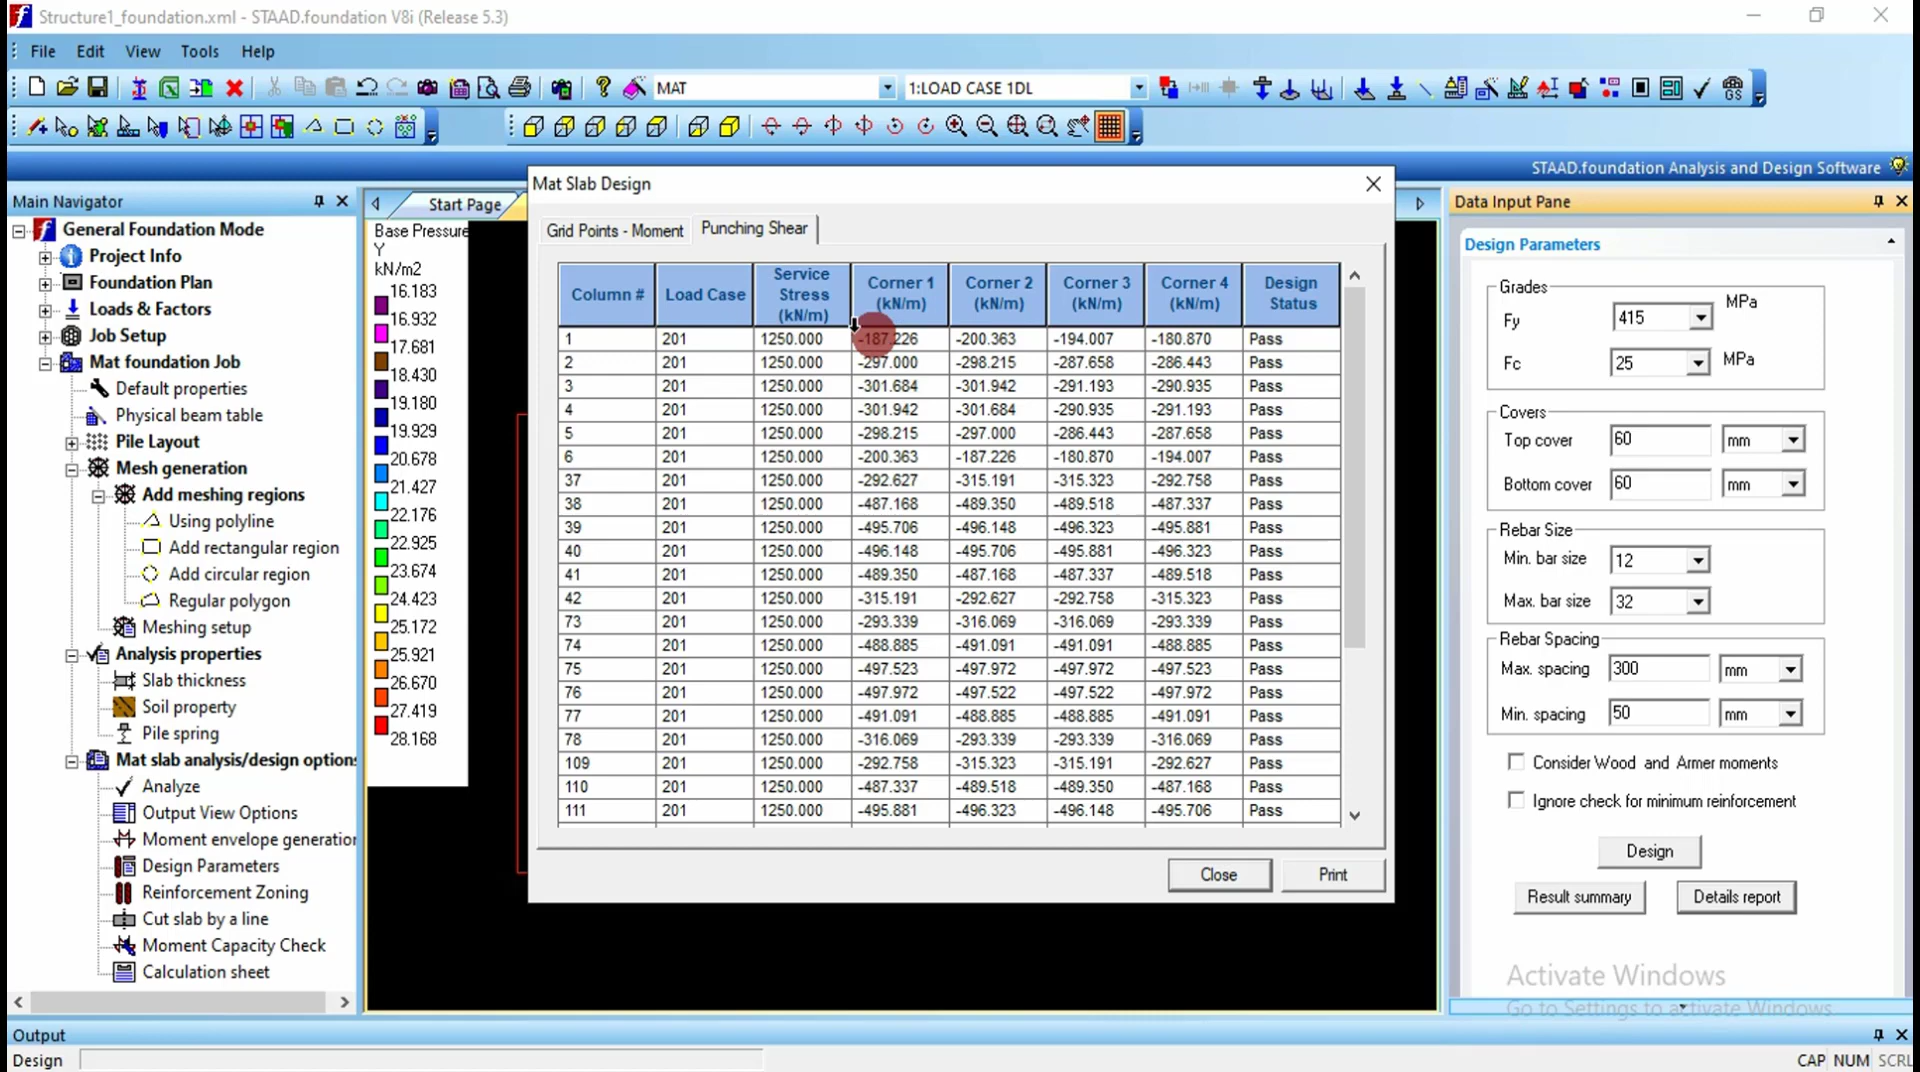 Structure1_foundation.xml - STAAD.foundation V8i (Release 5.3)
File Edit View Tools Help
MAT 1:LOAD CASE 1DL
GS
STAAD.foundation Analysis and Design Software
Main Navigator
General Foundation Mode
Project Info
Foundation Plan
Loads & Factors
Job Setup
Mat foundation Job
Default properties
Physical beam table
Pile Layout
Mesh generation
Add meshing regions
Using polyline
Add rectangular region
Add circular region
Regular polygon
Meshing setup
Analysis properties
Slab thickness
Soil property
Pile spring
Mat slab analysis/design options
Analyze
Output View Options
Moment envelope generation
Design Parameters
Reinforcement Zoning
Cut slab by a line
Moment Capacity Check
Calculation sheet
Start Page
Base Pressure
Y
kN/m2
16.183
16.932
17.681
18.430
19.180
19.929
20.678
21.427
22.176
22.925
23.674
24.423
25.172
25.921
26.670
27.419
28.168
Mat Slab Design
Grid Points - Moment Punching Shear
Column # Load Case Service Stress (kN/m) Corner 1 (kN/m) Corner 2 (kN/m) Corner 3 (kN/m) Corner 4 (kN/m) Design Status
1 201 1250.000 -187.226 -200.363 -194.007 -180.870 Pass
2 201 1250.000 -297.000 -298.215 -287.658 -286.443 Pass
3 201 1250.000 -301.684 -301.942 -291.193 -290.935 Pass
4 201 1250.000 -301.942 -301.684 -290.935 -291.193 Pass
5 201 1250.000 -298.215 -297.000 -286.443 -287.658 Pass
6 201 1250.000 -200.363 -187.226 -180.870 -194.007 Pass
37 201 1250.000 -292.627 -315.191 -315.323 -292.758 Pass
38 201 1250.000 -487.168 -489.350 -489.518 -487.337 Pass
39 201 1250.000 -495.706 -496.148 -496.323 -495.881 Pass
40 201 1250.000 -496.148 -495.706 -495.881 -496.323 Pass
41 201 1250.000 -489.350 -487.168 -487.337 -489.518 Pass
42 201 1250.000 -315.191 -292.627 -292.758 -315.323 Pass
73 201 1250.000 -293.339 -316.069 -316.069 -293.339 Pass
74 201 1250.000 -488.885 -491.091 -491.091 -488.885 Pass
75 201 1250.000 -497.523 -497.972 -497.972 -497.523 Pass
76 201 1250.000 -497.972 -497.522 -497.522 -497.972 Pass
77 201 1250.000 -491.091 -488.885 -488.885 -491.091 Pass
78 201 1250.000 -316.069 -293.339 -293.339 -316.069 Pass
109 201 1250.000 -292.758 -315.323 -315.191 -292.627 Pass
110 201 1250.000 -487.337 -489.518 -489.350 -487.168 Pass
111 201 1250.000 -495.881 -496.323 -496.148 -495.706 Pass
Close Print
Data Input Pane
Design Parameters
Grades
Fy 415 MPa
Fc 25 MPa
Covers
Top cover 60 mm
Bottom cover 60 mm
Rebar Size
Min. bar size 12
Max. bar size 32
Rebar Spacing
Max. spacing 300 mm
Min. spacing 50 mm
Consider Wood and Armer moments
Ignore check for minimum reinforcement
Design
Result summary Details report
Activate Windows
Go to Settings to activate Windows.
Output
Design
CAP NUM SCRL